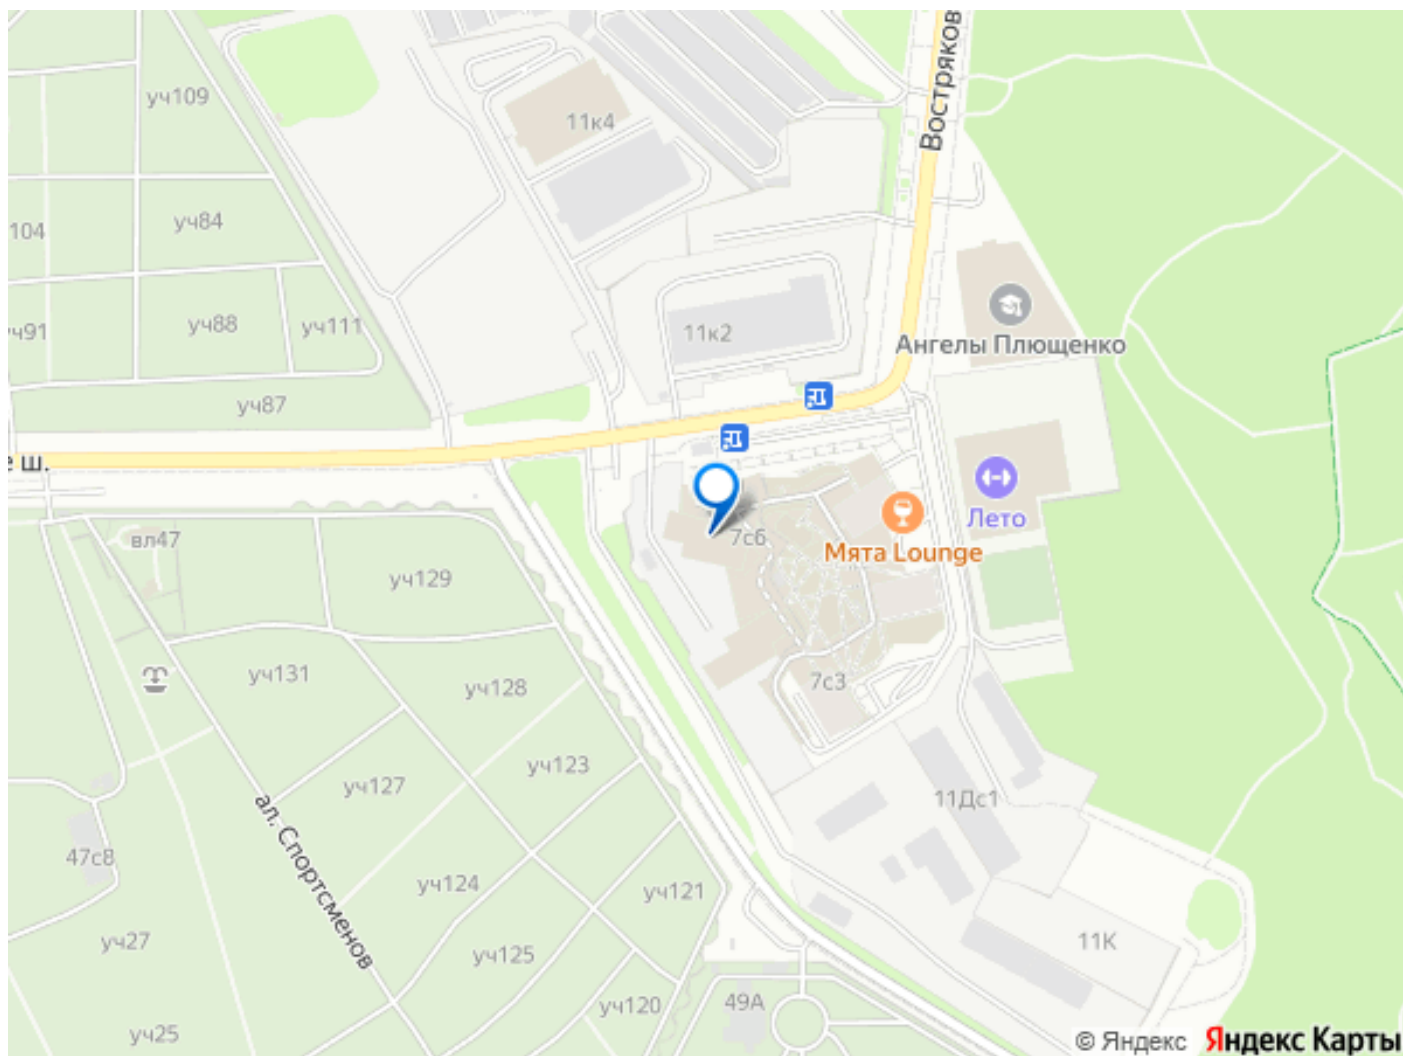 Востряков
уч109
11к4
104
уч84
уч91
уч88
уч111
11к2
Ангелы Плющенко
уч87
е ш.
вл47
уч129
7с6
Мята Lounge
Лето
уч131
уч128
7с3
уч127
уч123
11Дс1
ал. Спортсменов
47с8
уч124
уч121
уч27
уч125
11К
уч120
49А
уч25
© Яндекс Яндекс Карты